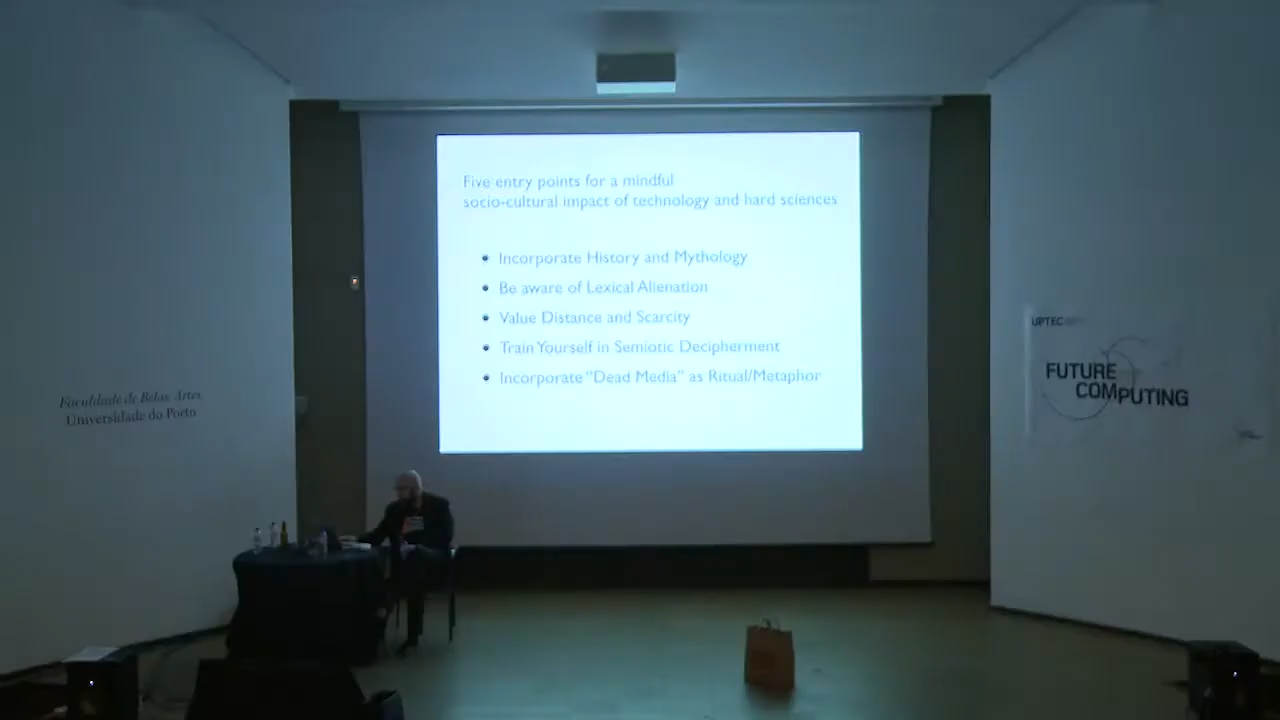 Five entry points for a mindful
socio-cultural impact of technology and hard sciences
Incorporate History and Mythology
Be aware of Lexical Alienation
Value Distance and Scarcity
Train Yourself in Semiotic Decipherment
Incorporate “Dead Media” as Ritual/Metaphor
Faculdade de Belas Artes
Universidade do Porto
UPTEC
FUTURE
COMPUTING